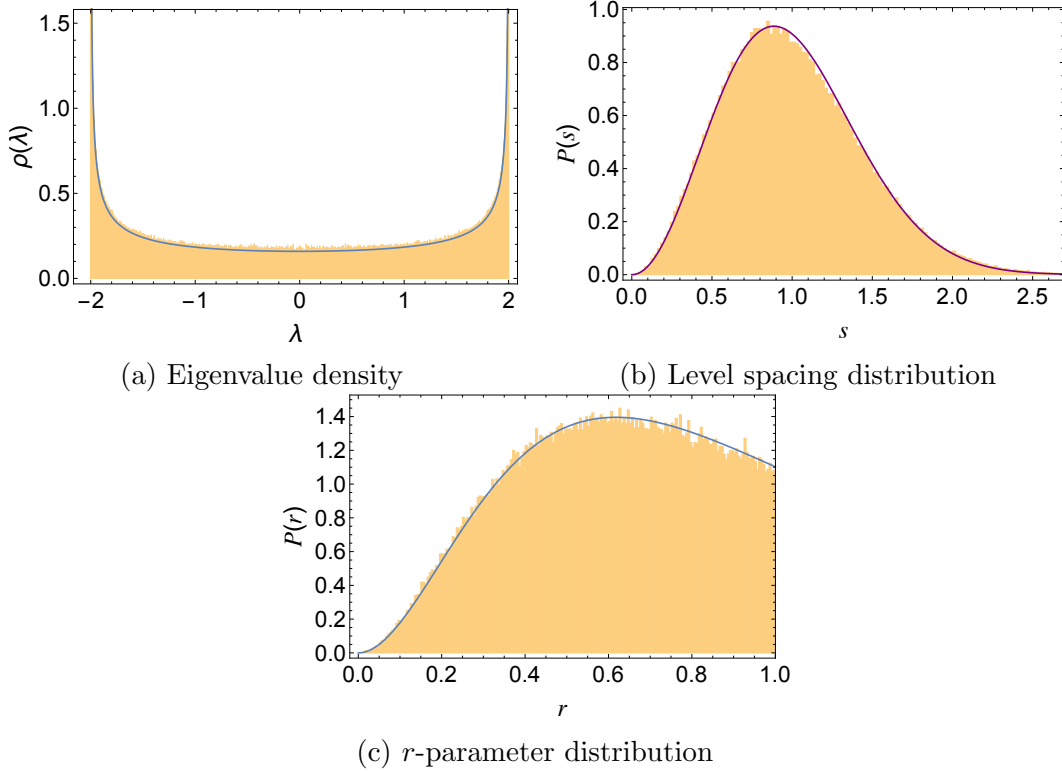 1.5
1.0
0.5
0.0
ρ(λ)
−2 −1 0 1 2
λ
(a) Eigenvalue density
1.0
0.8
0.6
0.4
0.2
0.0
P(s)
0.0 0.5 1.0 1.5 2.0 2.5
s
(b) Level spacing distribution
1.4
1.2
1.0
0.8
0.6
0.4
0.2
0.0
P(r)
0.0 0.2 0.4 0.6 0.8 1.0
r
(c) r-parameter distribution